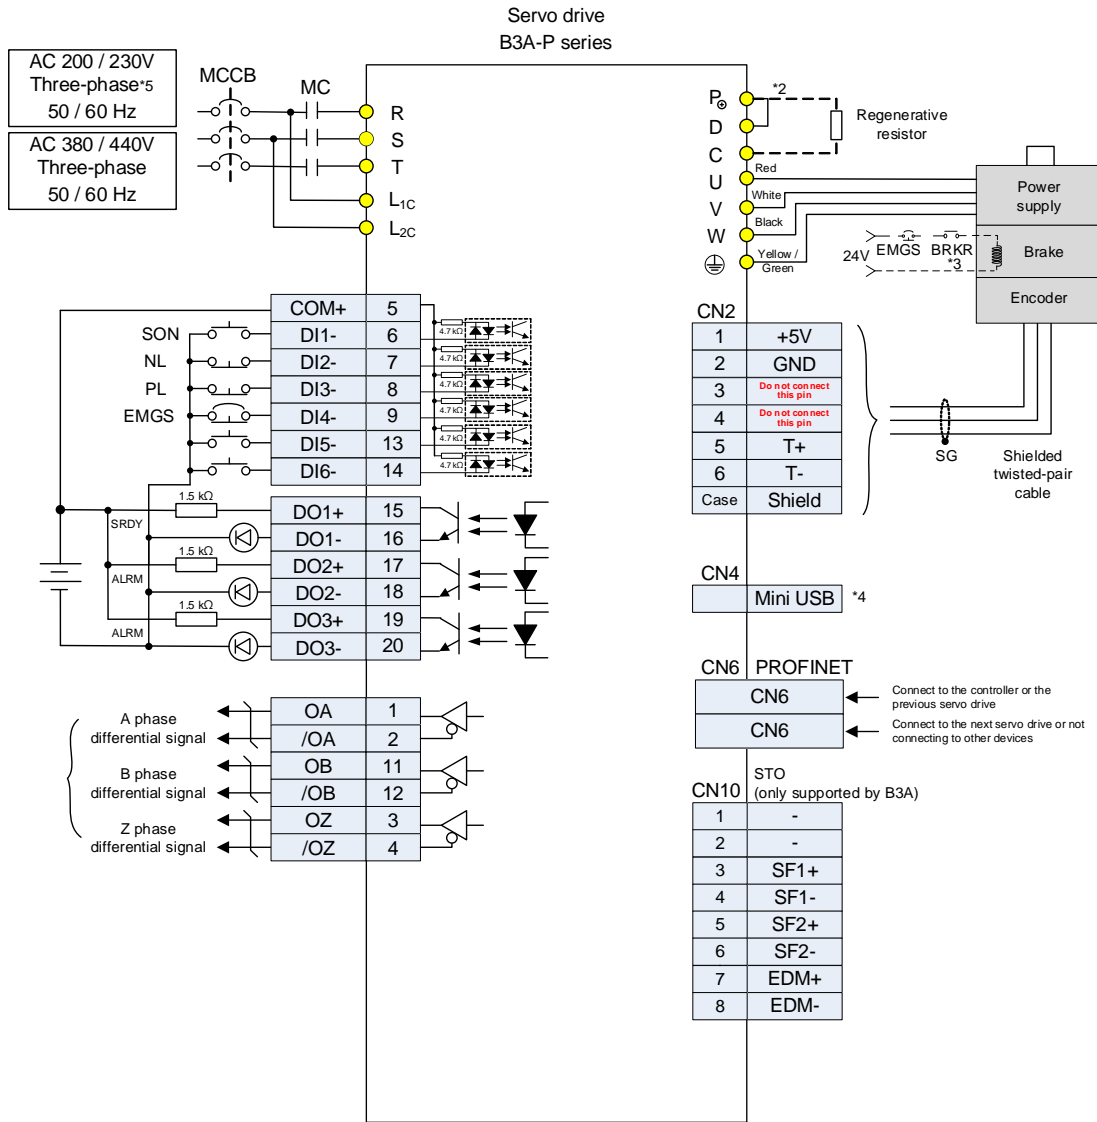 Servo drive
B3A-P series
AC 200 / 230V
Three-phase*5
50 / 60 Hz
AC 380 / 440V
Three-phase
50 / 60 Hz
MCCB
MC
R
S
T
L1C
L2C
P⊕
D
C
U
V
W
*2
Regenerative
resistor
Red
White
Black
Yellow /
Green
Power
supply
24V
EMGS
BRKR
*3
Brake
Encoder
COM+ 5
SON DI1- 6
NL DI2- 7
PL DI3- 8
EMGS DI4- 9
DI5- 13
DI6- 14
4.7 kΩ
4.7 kΩ
4.7 kΩ
4.7 kΩ
4.7 kΩ
4.7 kΩ
1.5 kΩ
SRDY
DO1+ 15
DO1- 16
1.5 kΩ
ALRM
DO2+ 17
DO2- 18
1.5 kΩ
ALRM
DO3+ 19
DO3- 20
A phase
differential signal
OA 1
/OA 2
B phase
differential signal
OB 11
/OB 12
Z phase
differential signal
OZ 3
/OZ 4
CN2
1 +5V
2 GND
3 Do not connect
this pin
4 Do not connect
this pin
5 T+
6 T-
Case Shield
SG
Shielded
twisted-pair
cable
CN4
Mini USB *4
CN6 PROFINET
CN6
Connect to the controller or the
previous servo drive
CN6
Connect to the next servo drive or not
connecting to other devices
STO
CN10 (only supported by B3A)
1 -
2 -
3 SF1+
4 SF1-
5 SF2+
6 SF2-
7 EDM+
8 EDM-